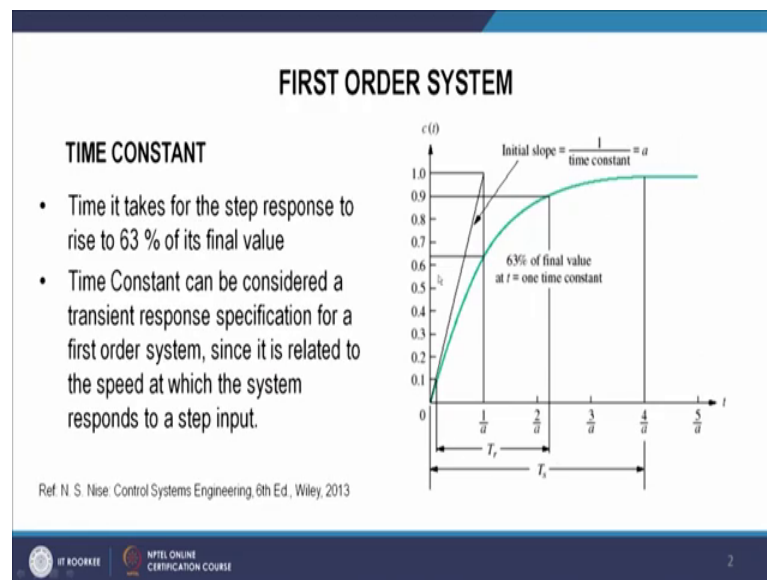 FIRST ORDER SYSTEM
TIME CONSTANT
• Time it takes for the step response to
rise to 63 % of its final value
• Time Constant can be considered a
transient response specification for a
first order system, since it is related to
the speed at which the system
responds to a step input.
c(t)
Initial slope = 1/time constant = a
1.0
0.9
0.8
0.7
0.6
0.5
0.4
0.3
0.2
0.1
0
63% of final value
at t = one time constant
1/a 2/a 3/a 4/a 5/a t
Tr
Ts
Ref: N. S. Nise: Control Systems Engineering, 6th Ed., Wiley, 2013
IIT ROORKEE
NPTEL ONLINE
CERTIFICATION COURSE
2